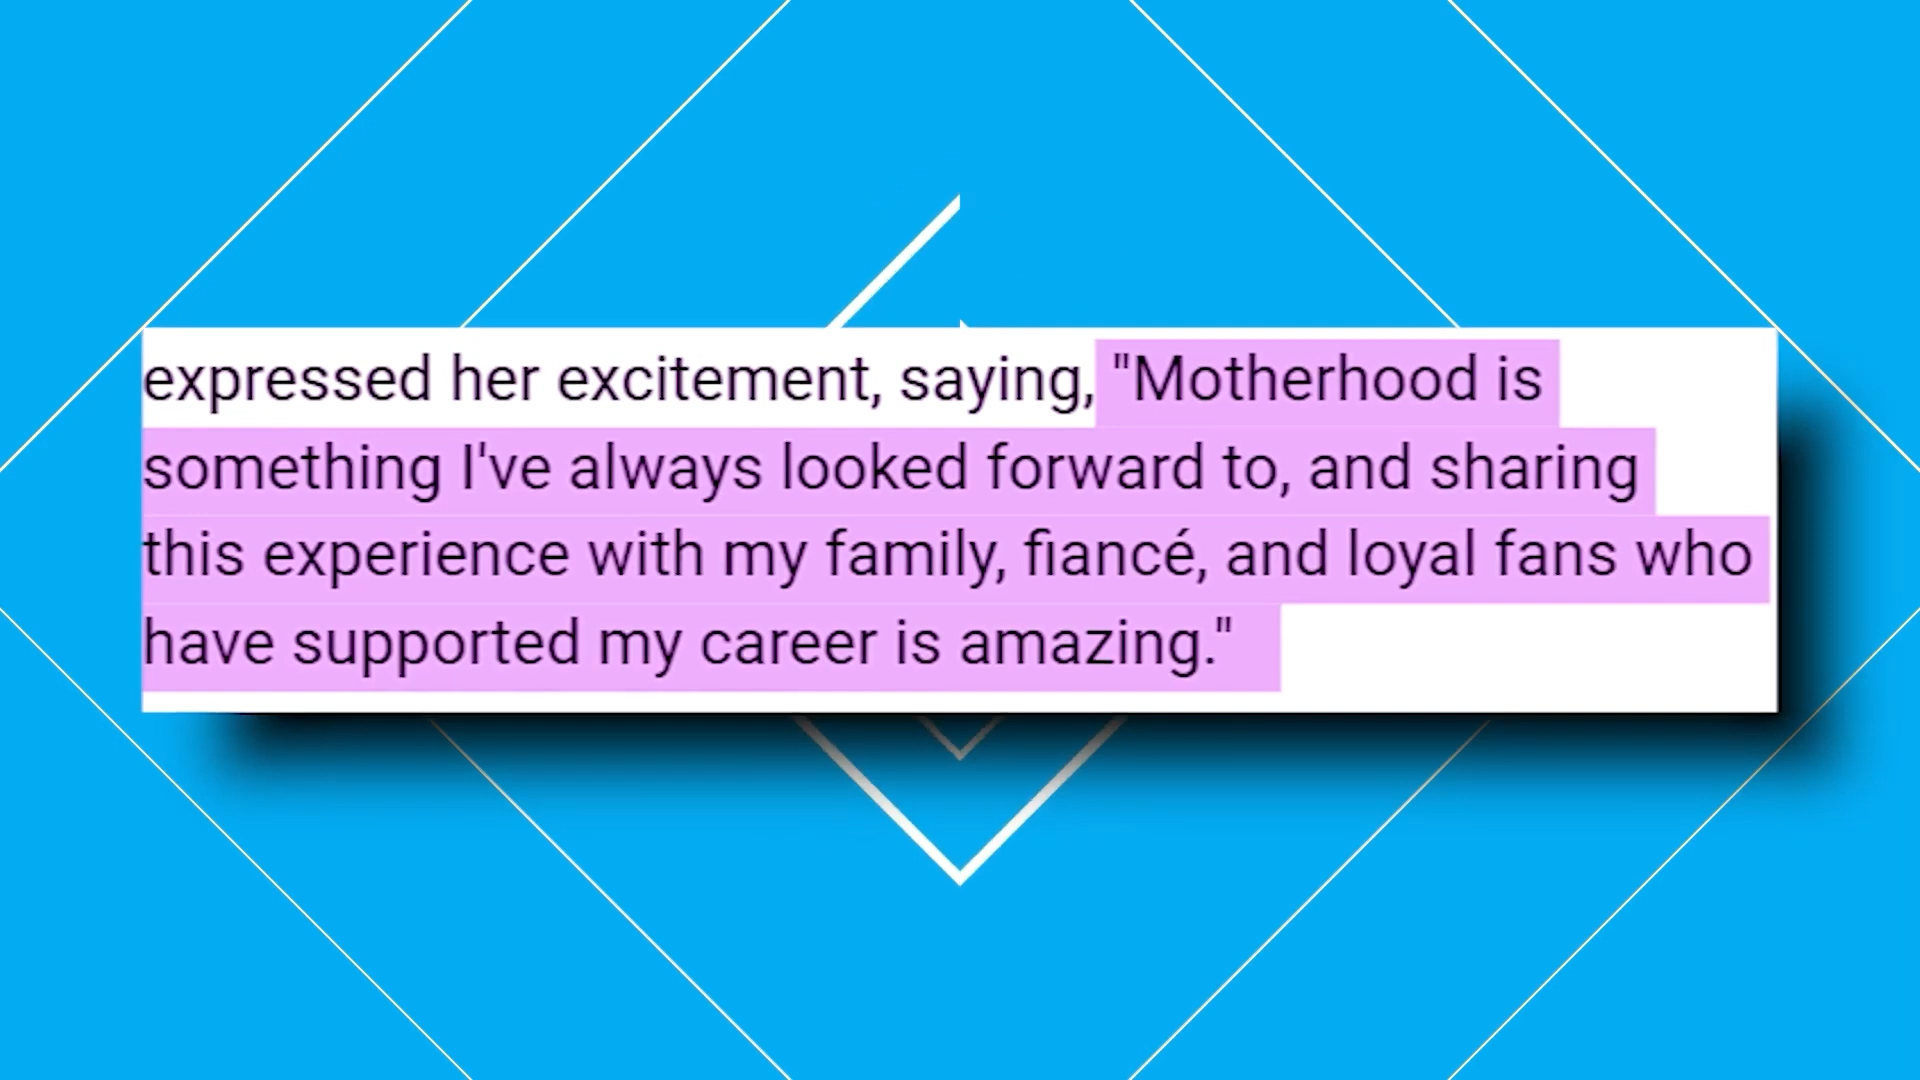 expressed her excitement, saying, "Motherhood is
something I've always looked forward to, and sharing
this experience with my family, fiancé, and loyal fans who
have supported my career is amazing."